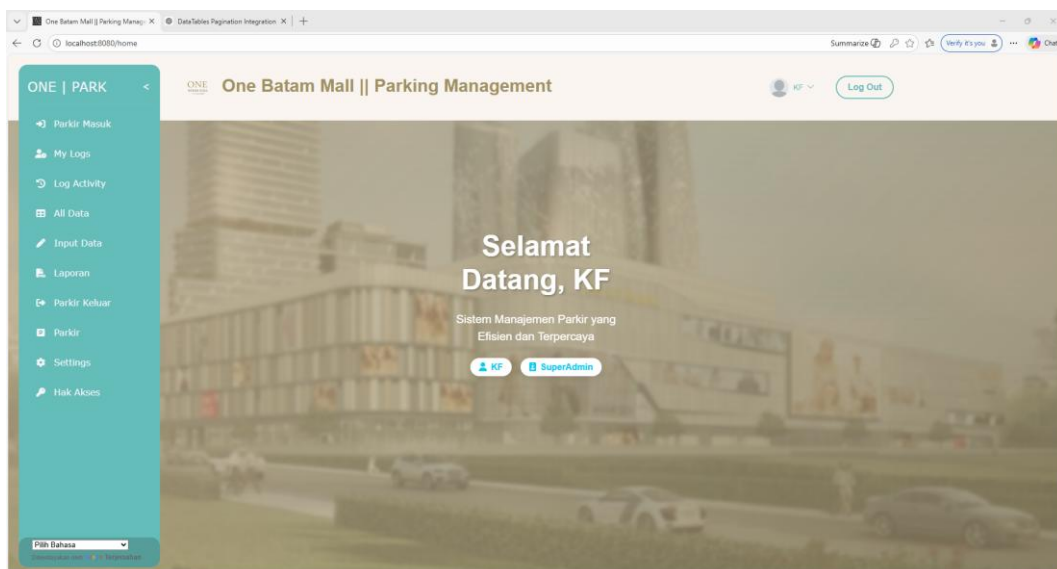 One Batam Mall || Parking Manag
DataTables Pagination Integration
localhost:8080/home
Summarize
Verify it's you
Chat
ONE | PARK <
ONE
One Batam Mall || Parking Management
KF
Log Out
Parkir Masuk
My Logs
Log Activity
All Data
Input Data
Laporan
Parkir Keluar
Parkir
Settings
Hak Akses
Selamat
Datang, KF
Sistem Manajemen Parkir yang
Efisien dan Terpercaya
KF
SuperAdmin
Pilih Bahasa